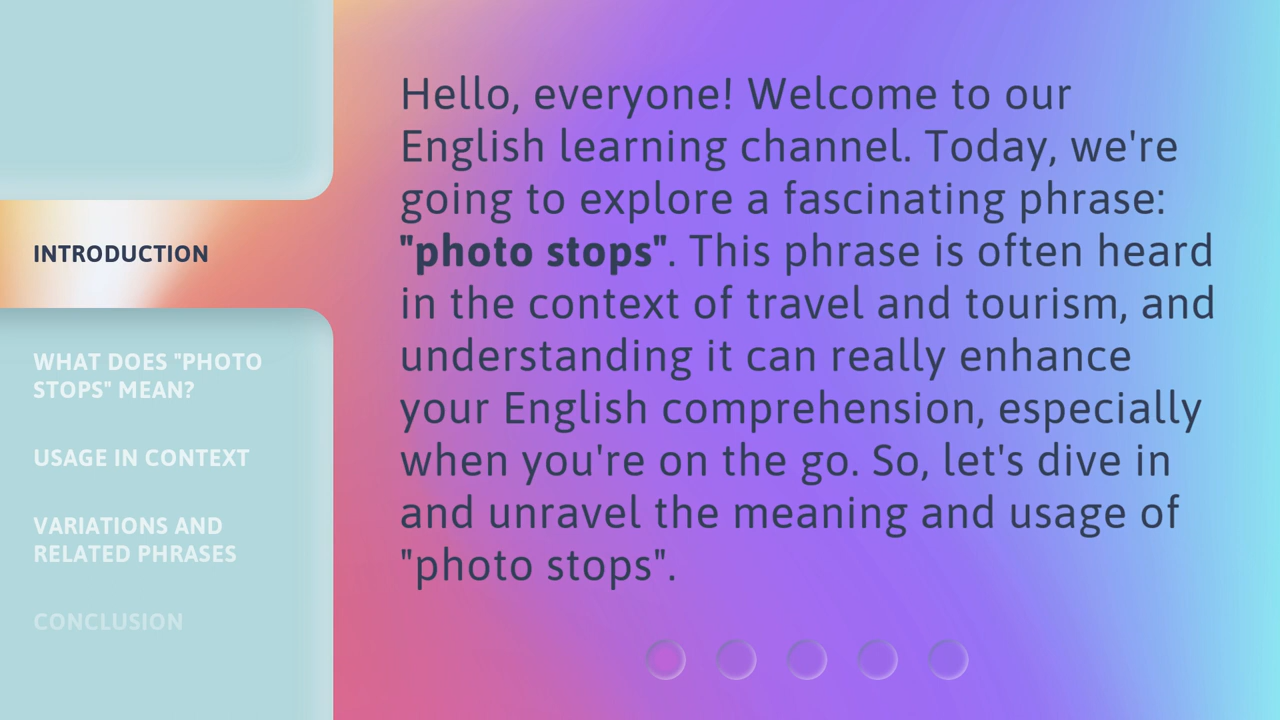 INTRODUCTION
WHAT DOES "PHOTO
STOPS" MEAN?
USAGE IN CONTEXT
VARIATIONS AND
RELATED PHRASES
CONCLUSION
Hello, everyone! Welcome to our
English learning channel. Today, we're
going to explore a fascinating phrase:
"photo stops". This phrase is often heard
in the context of travel and tourism, and
understanding it can really enhance
your English comprehension, especially
when you're on the go. So, let's dive in
and unravel the meaning and usage of
"photo stops".